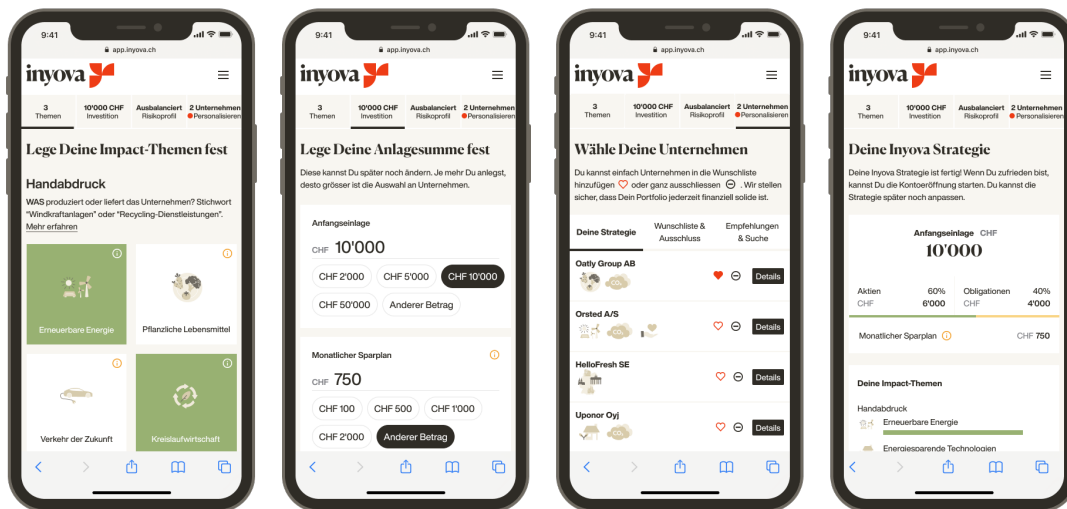 9:41
app.inyova.ch
inyova
3 10'000 CHF Ausbalanciert 2 Unternehmen
Themen Investition Risikoprofil Personalisieren
Lege Deine Impact-Themen fest
Handabdruck
WAS produziert oder liefert das Unternehmen? Stichwort
"Windkraftanlagen" oder "Recycling-Dienstleistungen".
Mehr erfahren
Erneuerbare Energie Pflanzliche Lebensmittel
Verkehr der Zukunft Kreislaufwirtschaft
9:41
app.inyova.ch
inyova
3 10'000 CHF Ausbalanciert 2 Unternehmen
Themen Investition Risikoprofil Personalisieren
Lege Deine Anlagesumme fest
Diese kannst Du später noch ändern. Je mehr Du anlegst,
desto grösser ist die Auswahl an Unternehmen.
Anfangseinlage
CHF 10'000
CHF 2'000 CHF 5'000 CHF 10'000
CHF 50'000 Anderer Betrag
Monatlicher Sparplan
CHF 750
CHF 100 CHF 500 CHF 1'000
CHF 2'000 Anderer Betrag
9:41
app.inyova.ch
inyova
3 10'000 CHF Ausbalanciert 2 Unternehmen
Themen Investition Risikoprofil Personalisieren
Wähle Deine Unternehmen
Du kannst einfach Unternehmen in die Wunschliste
hinzufügen oder ganz ausschliessen . Wir stellen
sicher, dass Dein Portfolio jederzeit finanziell solide ist.
Deine Strategie Wunschliste & Empfehlungen
Ausschluss & Suche
Oatly Group AB
CO₂ Details
Orsted A/S
CO₂ Details
HelloFresh SE
Details
Uponor Oyj
CO₂ Details
9:41
app.inyova.ch
inyova
3 10'000 CHF Ausbalanciert 2 Unternehmen
Themen Investition Risikoprofil Personalisieren
Deine Inyova Strategie
Deine Inyova Strategie ist fertig! Wenn Du zufrieden bist,
kannst Du die Kontoeröffnung starten. Du kannst die
Strategie später noch anpassen.
Anfangseinlage CHF
10'000
Aktien 60% Obligationen 40%
CHF 6'000 CHF 4'000
Monatlicher Sparplan CHF 750
Deine Impact-Themen
Handabdruck
Erneuerbare Energie
Energiesparende Technologien